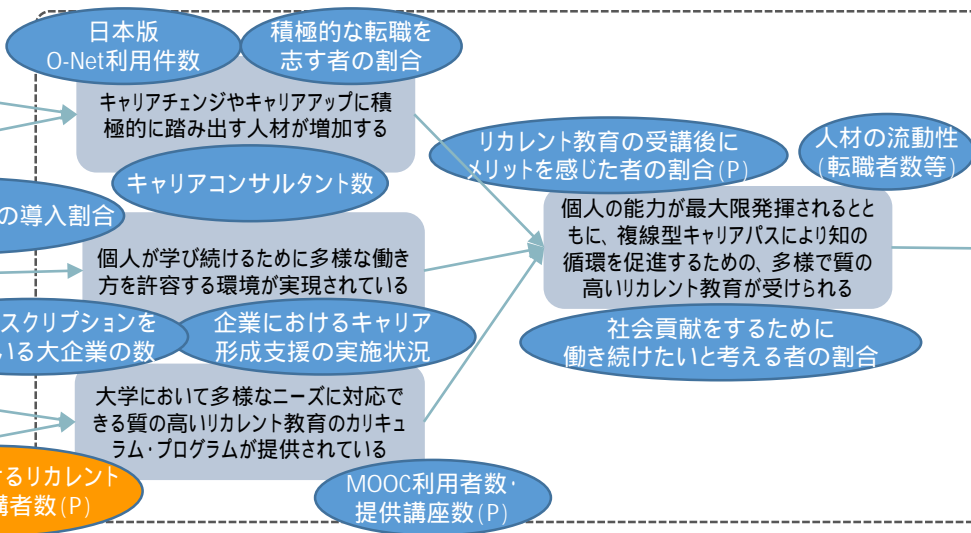 日本版
O-Net利用件数
積極的な転職を
志す者の割合
キャリアチェンジやキャリアアップに積
極的に踏み出す人材が増加する
キャリアコンサルタント数
の導入割合
個人が学び続けるために多様な働き
方を許容する環境が実現されている
スクリプションを
いる大企業の数
企業におけるキャリア
形成支援の実施状況
大学において多様なニーズに対応で
きる質の高いリカレント教育のカリキュ
ラム・プログラムが提供されている
るリカレント
講者数(P)
MOOC利用者数・
提供講座数(P)
リカレント教育の受講後に
メリットを感じた者の割合(P)
人材の流動性
(転職者数等)
個人の能力が最大限発揮されるとと
もに、複線型キャリアパスにより知の
循環を促進するための、多様で質の
高いリカレント教育が受けられる
社会貢献をするために
働き続けたいと考える者の割合